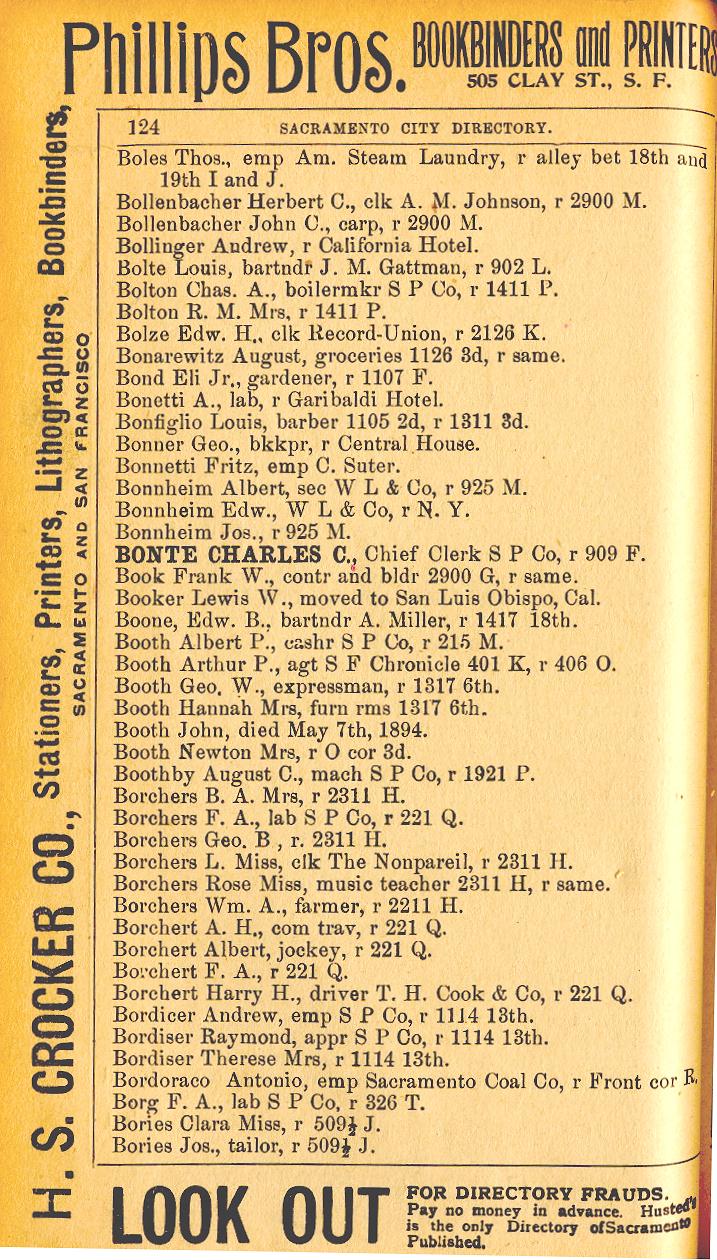 Phillips Bros. BOOKBINDERS and PRINTERS
505 CLAY ST., S. F.
H. S. CROCKER CO., Stationers, Printers, Lithographers, Bookbinders,
SACRAMENTO AND SAN FRANCISCO
124 SACRAMENTO CITY DIRECTORY.
Boles Thos., emp Am. Steam Laundry, r alley bet 18th and
19th I and J.
Bollenbacher Herbert C., clk A. M. Johnson, r 2900 M.
Bollenbacher John C., carp, r 2900 M.
Bollinger Andrew, r California Hotel.
Bolte Louis, bartndr J. M. Gattman, r 902 L.
Bolton Chas. A., boilermkr S P Co, r 1411 P.
Bolton R. M. Mrs, r 1411 P.
Bolze Edw. H., clk Record-Union, r 2126 K.
Bonarewitz August, groceries 1126 3d, r same.
Bond Eli Jr., gardener, r 1107 F.
Bonetti A., lab, r Garibaldi Hotel.
Bonfiglio Louis, barber 1105 2d, r 1311 3d.
Bonner Geo., bkkpr, r Central House.
Bonnetti Fritz, emp C. Suter.
Bonnheim Albert, sec W L & Co, r 925 M.
Bonnheim Edw., W L & Co, r N. Y.
Bonnheim Jos., r 925 M.
BONTE CHARLES C., Chief Clerk S P Co, r 909 F.
Book Frank W., contr and bldr 2900 G, r same.
Booker Lewis W., moved to San Luis Obispo, Cal.
Boone, Edw. B., bartndr A. Miller, r 1417 18th.
Booth Albert P., cashr S P Co, r 215 M.
Booth Arthur P., agt S F Chronicle 401 K, r 406 O.
Booth Geo. W., expressman, r 1317 6th.
Booth Hannah Mrs, furn rms 1317 6th.
Booth John, died May 7th, 1894.
Booth Newton Mrs, r O cor 3d.
Boothby August C., mach S P Co, r 1921 P.
Borchers B. A. Mrs, r 2311 H.
Borchers F. A., lab S P Co, r 221 Q.
Borchers Geo. B , r. 2311 H.
Borchers L. Miss, clk The Nonpareil, r 2311 H.
Borchers Rose Miss, music teacher 2311 H, r same.
Borchers Wm. A., farmer, r 2211 H.
Borchert A. H., com trav, r 221 Q.
Borchert Albert, jockey, r 221 Q.
Borchert F. A., r 221 Q.
Borchert Harry H., driver T. H. Cook & Co, r 221 Q.
Bordicer Andrew, emp S P Co, r 1114 13th.
Bordiser Raymond, appr S P Co, r 1114 13th.
Bordiser Therese Mrs, r 1114 13th.
Bordoraco Antonio, emp Sacramento Coal Co, r Front cor R.
Borg F. A., lab S P Co, r 326 T.
Bories Clara Miss, r 509½ J.
Bories Jos., tailor, r 509½ J.
LOOK OUT FOR DIRECTORY FRAUDS.
Pay no money in advance. Husted's
is the only Directory of Sacramento
Published.